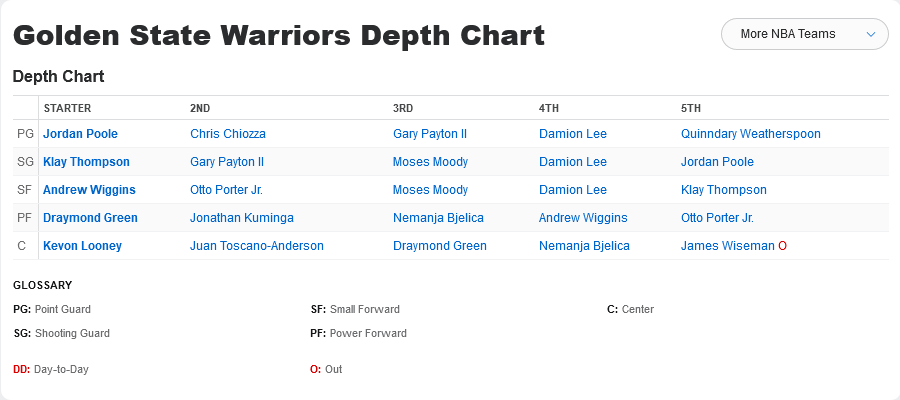 Golden State Warriors Depth Chart
More NBA Teams
Depth Chart
STARTER 2ND 3RD 4TH 5TH
PG Jordan Poole Chris Chiozza Gary Payton II Damion Lee Quinndary Weatherspoon
SG Klay Thompson Gary Payton II Moses Moody Damion Lee Jordan Poole
SF Andrew Wiggins Otto Porter Jr. Moses Moody Damion Lee Klay Thompson
PF Draymond Green Jonathan Kuminga Nemanja Bjelica Andrew Wiggins Otto Porter Jr.
C Kevon Looney Juan Toscano-Anderson Draymond Green Nemanja Bjelica James Wiseman O
GLOSSARY
PG: Point Guard SF: Small Forward C: Center
SG: Shooting Guard PF: Power Forward
DD: Day-to-Day O: Out